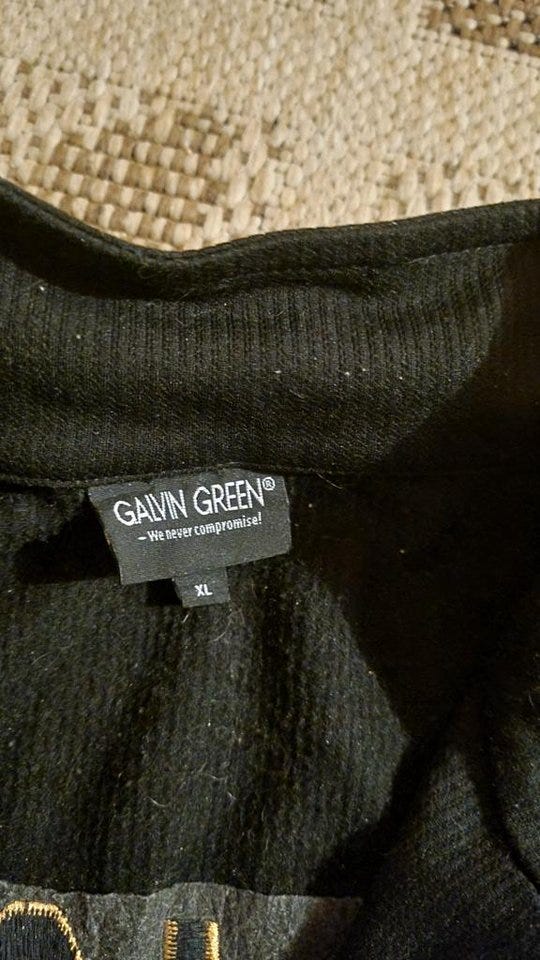 GALVIN GREEN®
– We never compromise!
XL